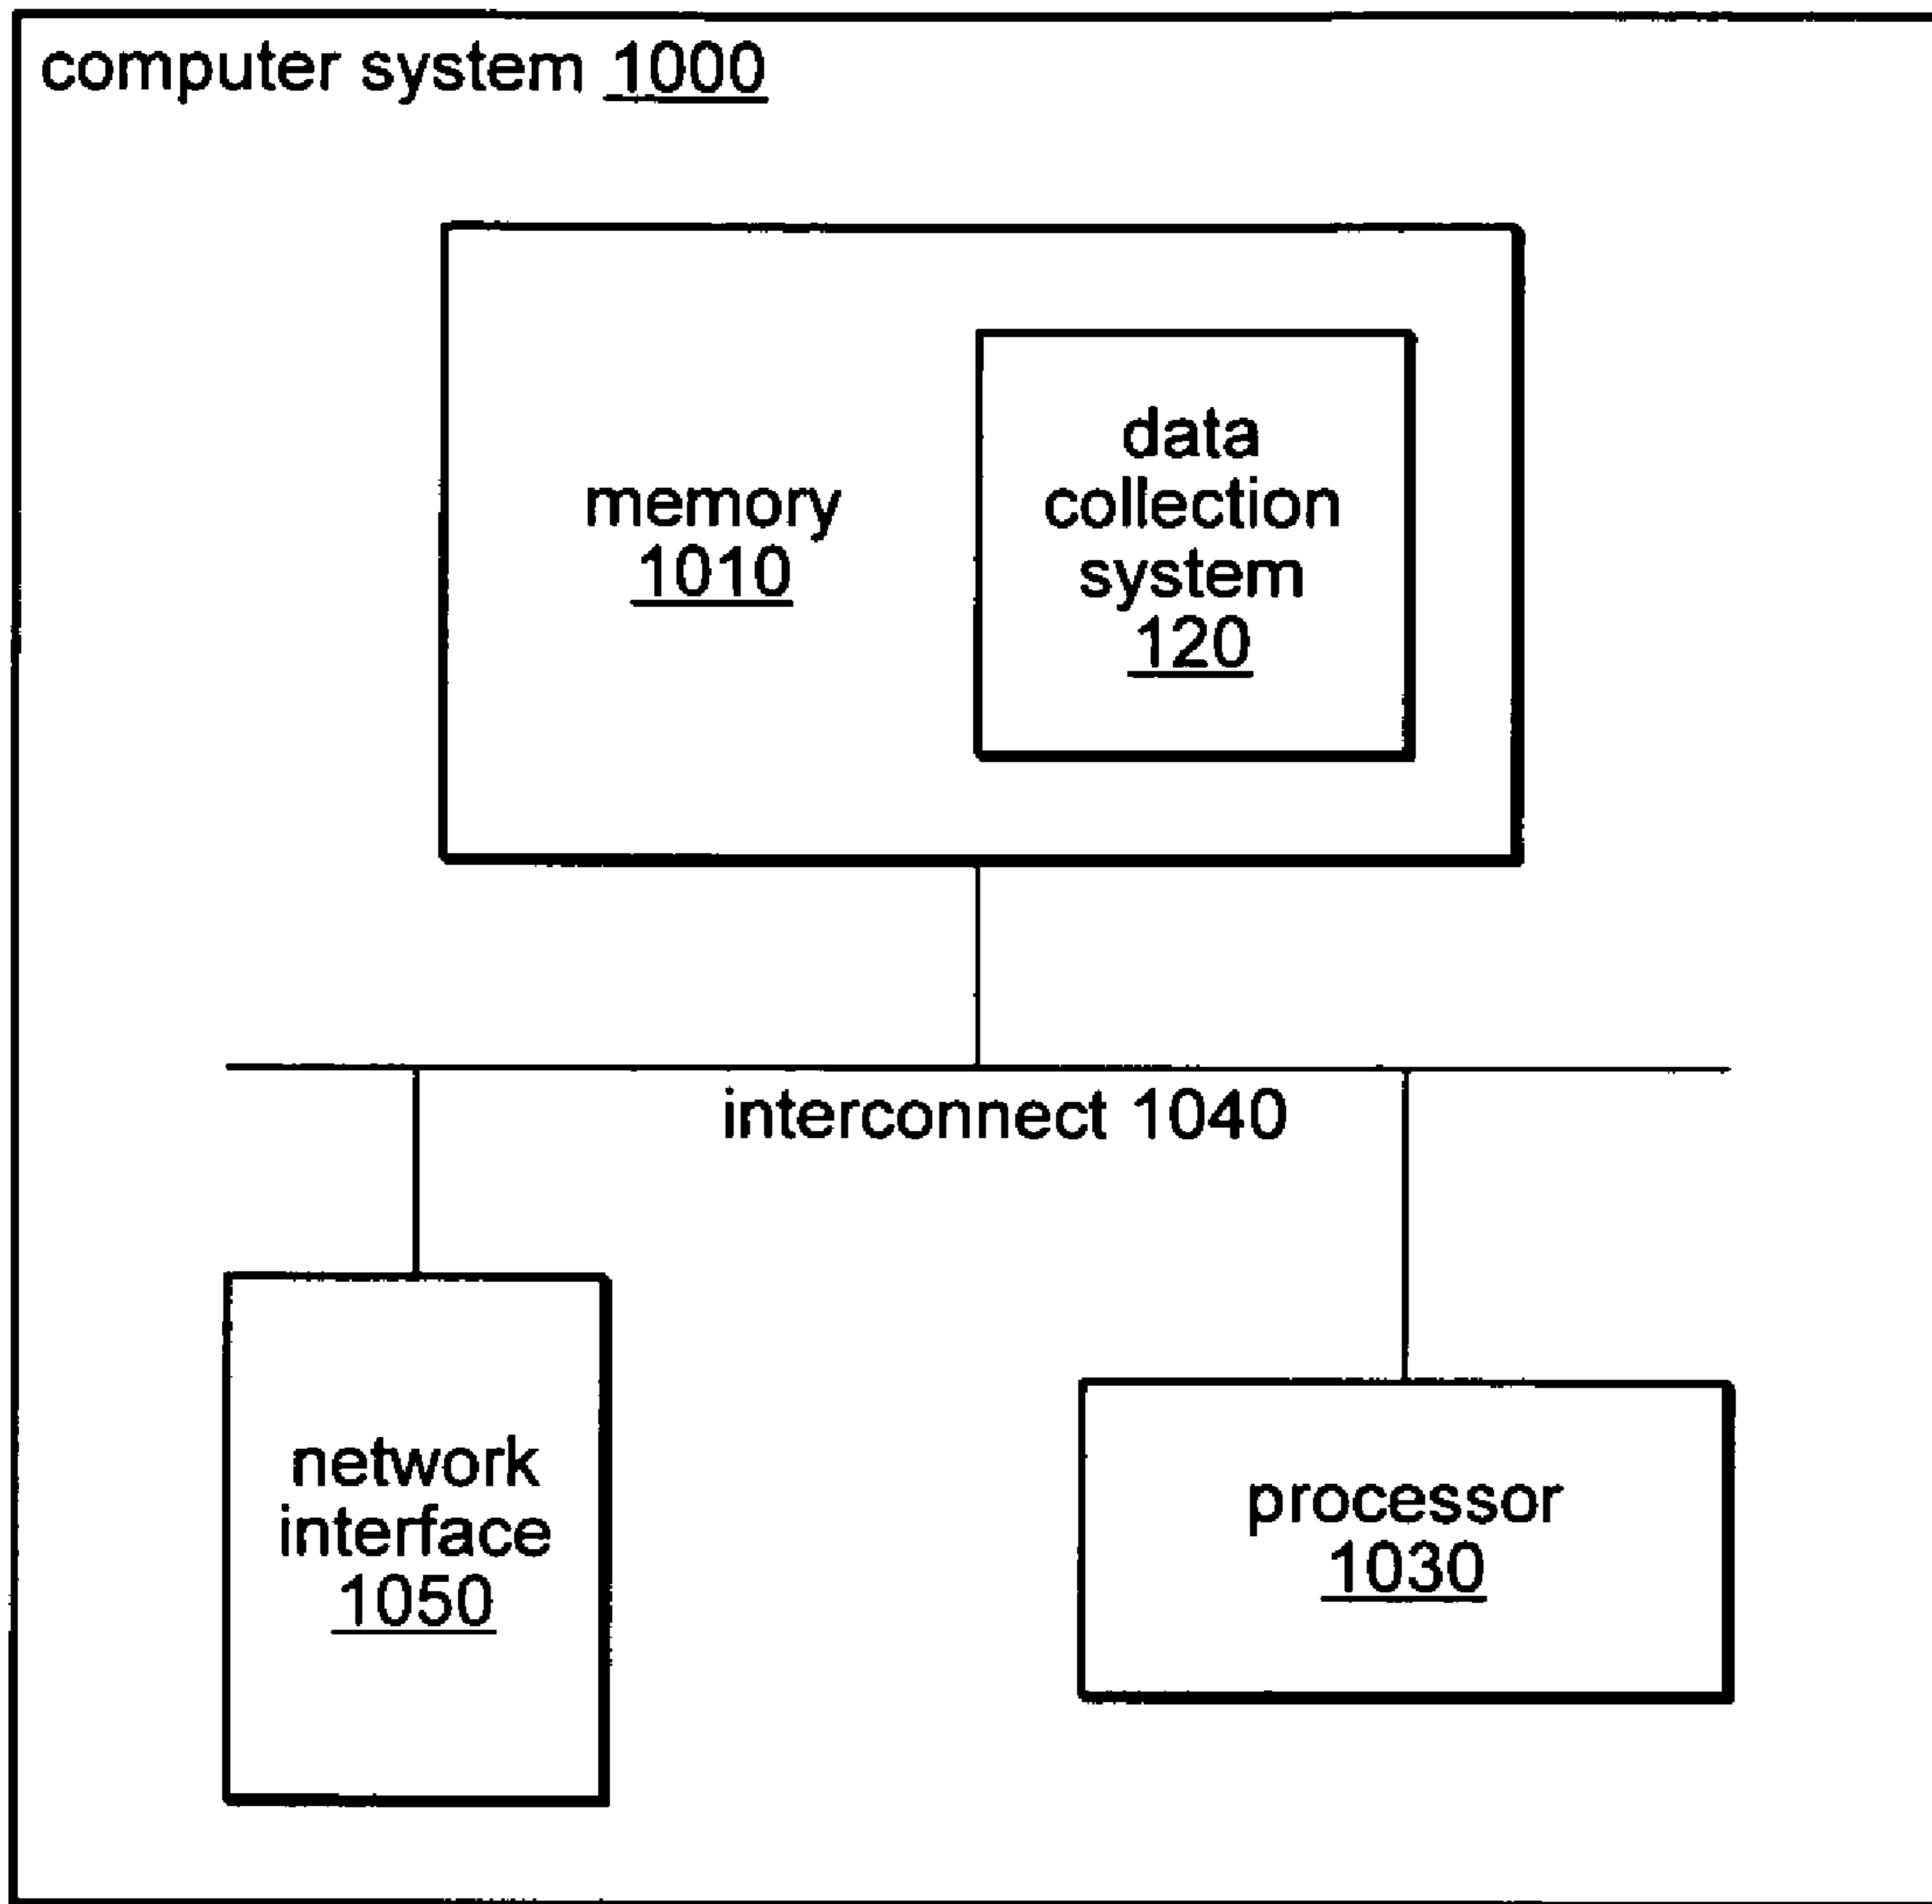 computer system 1000
memory
1010
data
collection
system
120
interconnect 1040
network
interface
1050
processor
1030